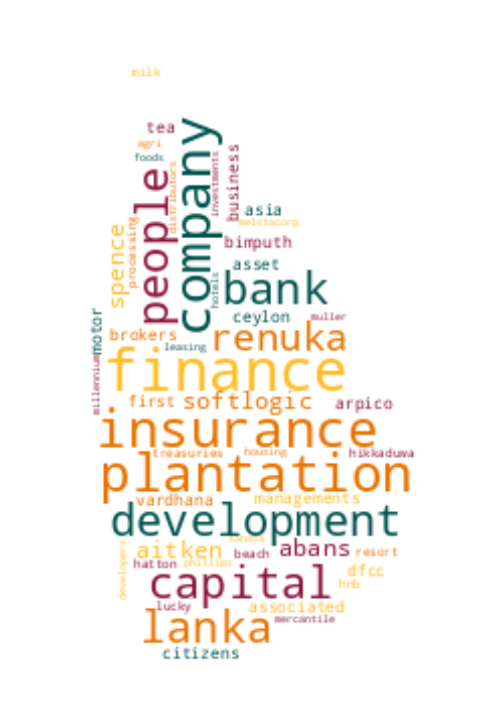 milk
tea
agri
foods
people
company
distributors
investments
business
asia
melstacorp
bimputh
spence
processing
asset
hotels
bank
ceylon
muller
motor
brokers
renuka
leasing
finance
millennium
first
softlogic
arpico
insurance
treasuries
housing
hikkaduwa
plantation
vardhana
managements
development
aitken
beach
abans
resort
developers
hatton
phillips
dfcc
capital
hnb
lucky
associated
lanka
mercantile
citizens